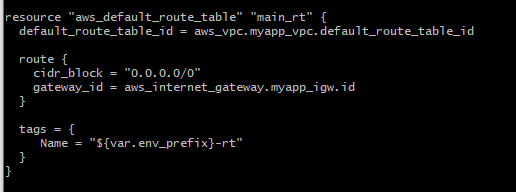 resource "aws_default_route_table" "main_rt" {
  default_route_table_id = aws_vpc.myapp_vpc.default_route_table_id

  route {
    cidr_block = "0.0.0.0/0"
    gateway_id = aws_internet_gateway.myapp_igw.id
  }

  tags = {
     Name = "${var.env_prefix}-rt"
  }
}